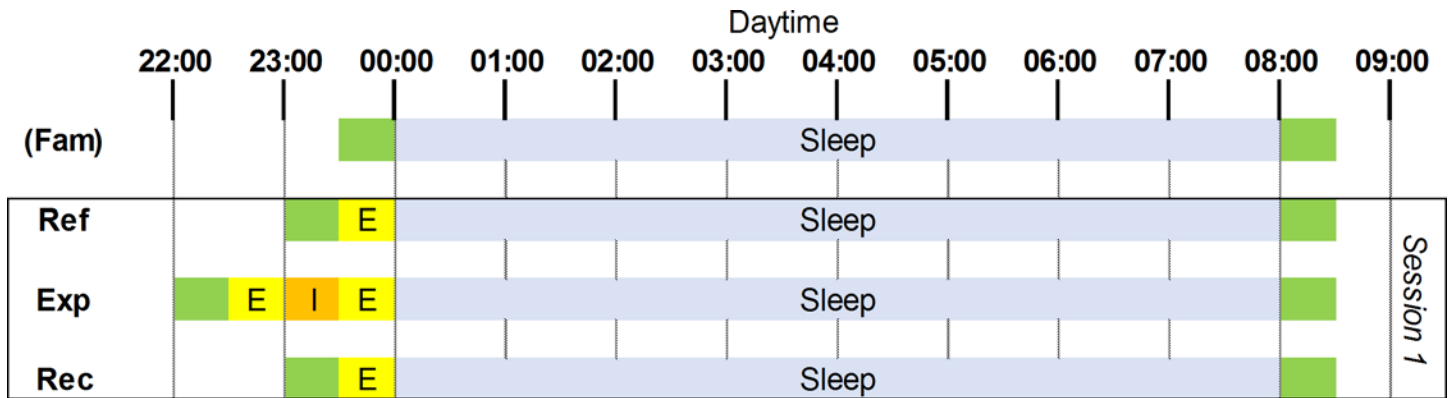 Daytime
22:00 23:00 00:00 01:00 02:00 03:00 04:00 05:00 06:00 07:00 08:00 09:00
(Fam) Sleep
Ref E Sleep
Exp E I E Sleep
Rec E Sleep
Session 1